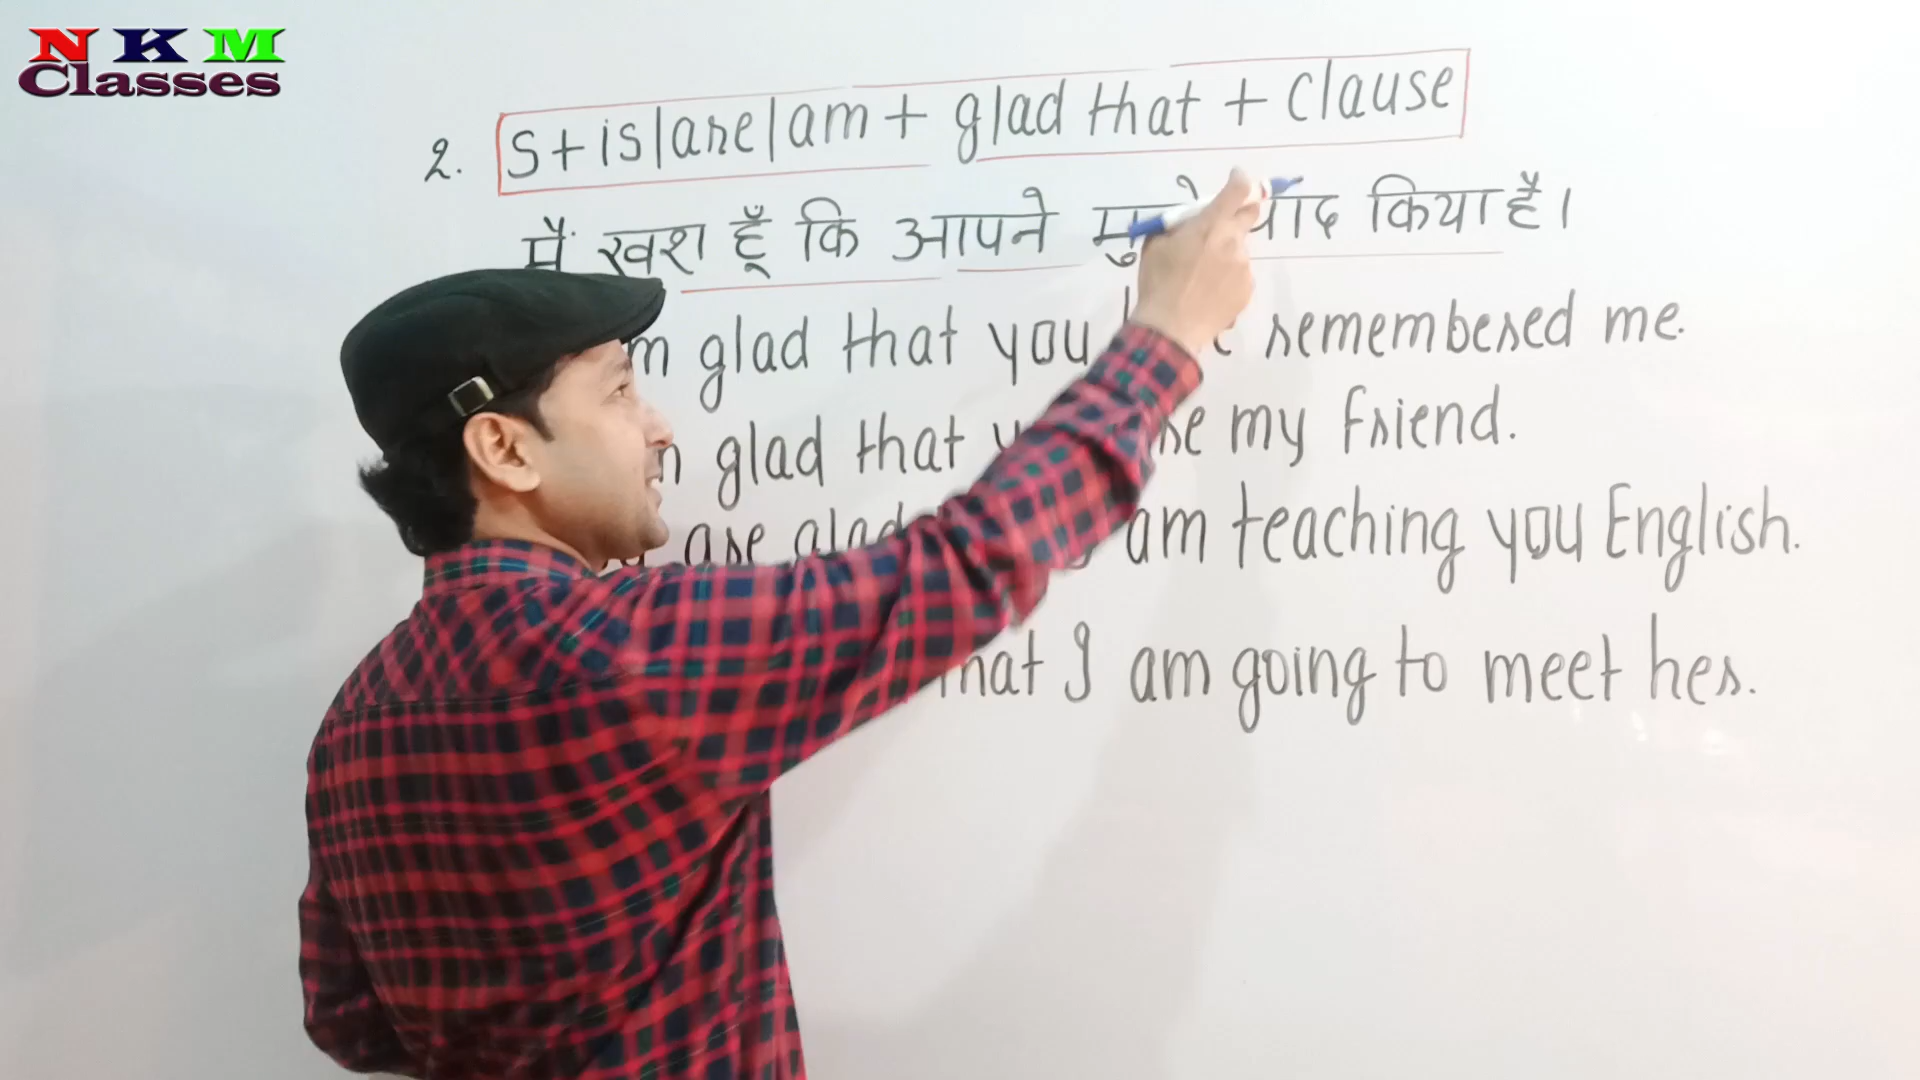 NKM
Classes
2. S+is|are|am + glad that + clause
मैं खुश हूँ कि आपने याद किया है।
glad that you remembered me.
glad that my friend.
are glad am teaching you English.
that I am going to meet her.